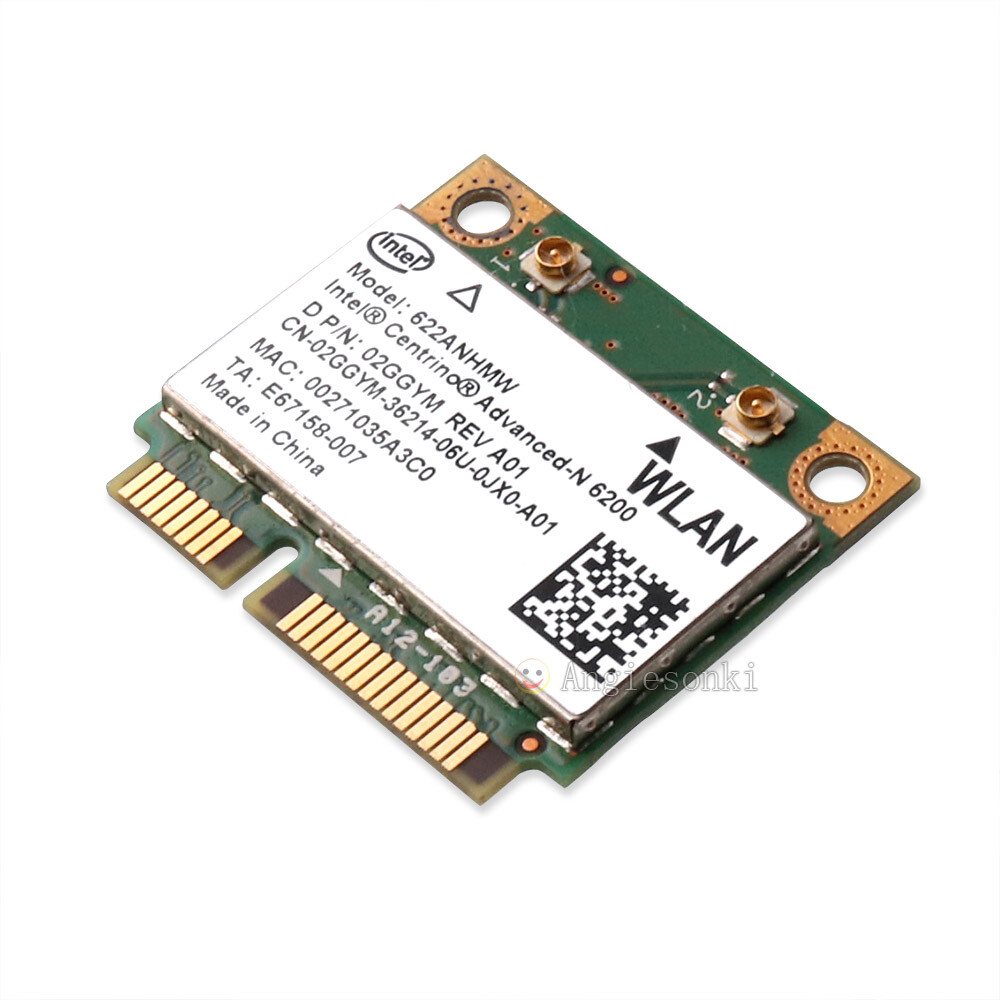 intel
Model: 622ANHMW
Intel® Centrino® Advanced-N 6200
D P/N: 02GGYM REV A01
CN-02GGYM-36214-06U-0JX0-A01
MAC: 00271035A3C0
TA: E67158-007
Made in China
WLAN
1
2
A12-103
Angiesonki